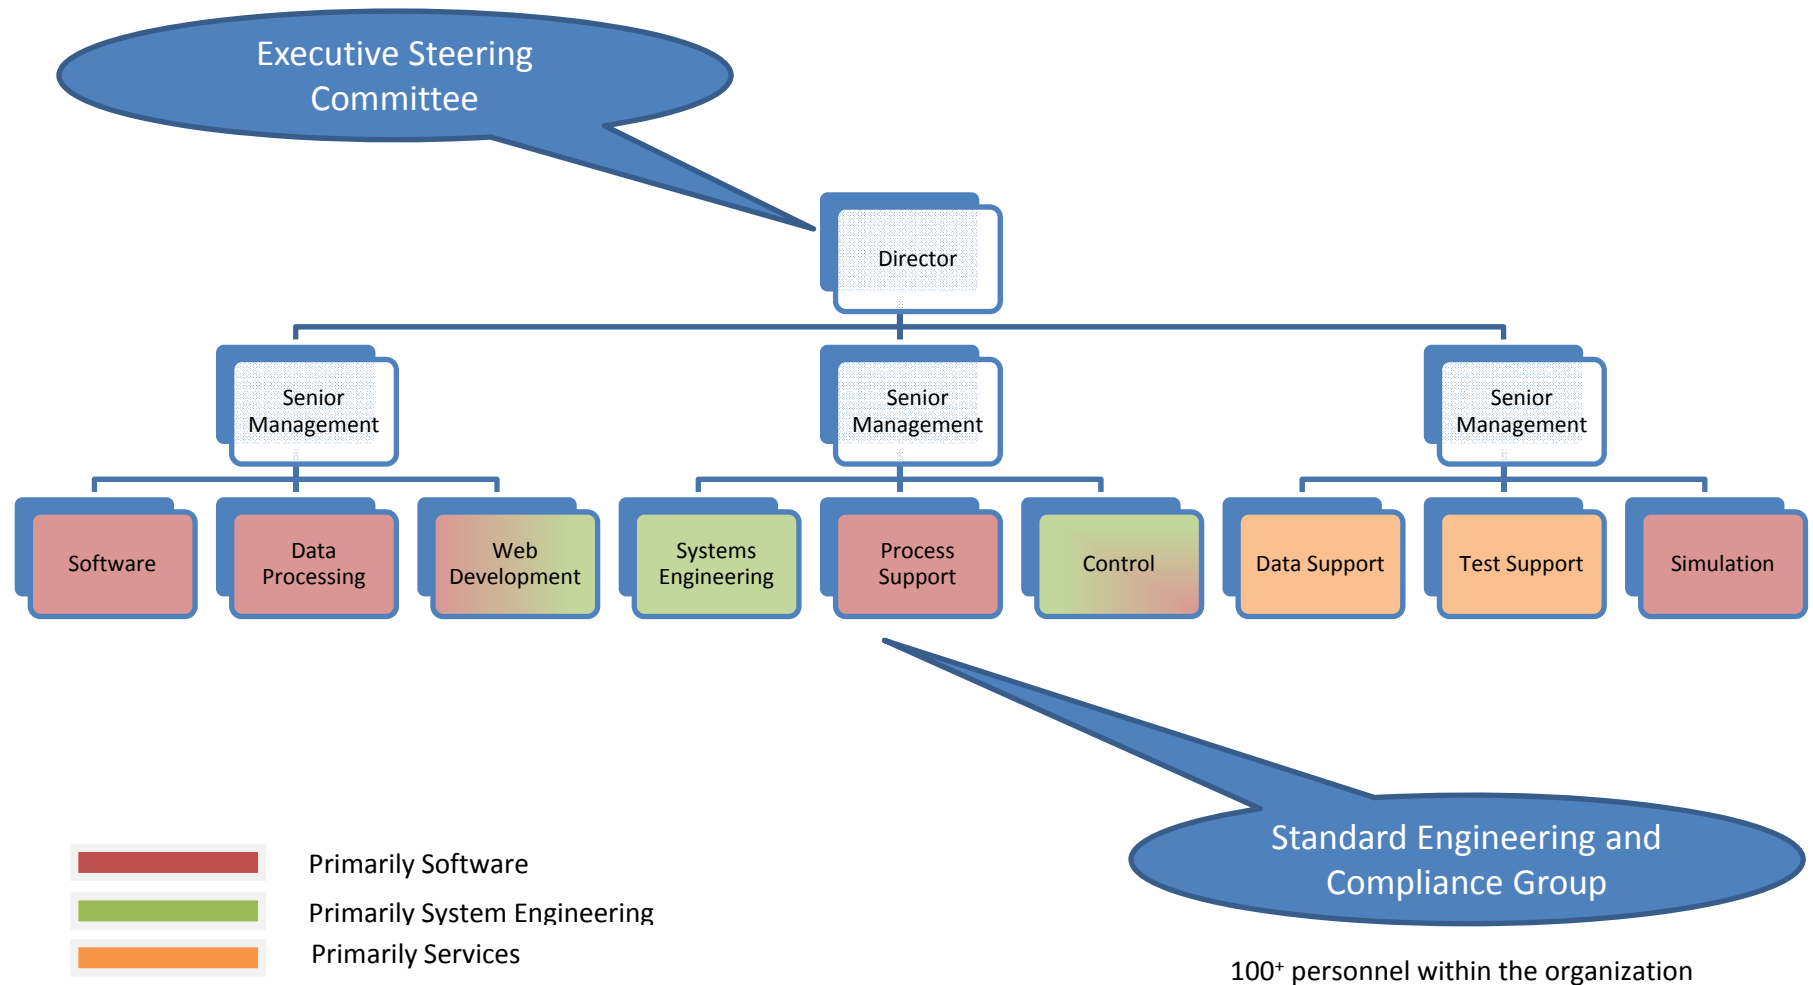 Executive Steering
Committee
Director
Senior
Management
Senior
Management
Senior
Management
Software
Data
Processing
Web
Development
Systems
Engineering
Process
Support
Control
Data Support
Test Support
Simulation
Standard Engineering and
Compliance Group
Primarily Software
Primarily System Engineering
Primarily Services
100+ personnel within the organization